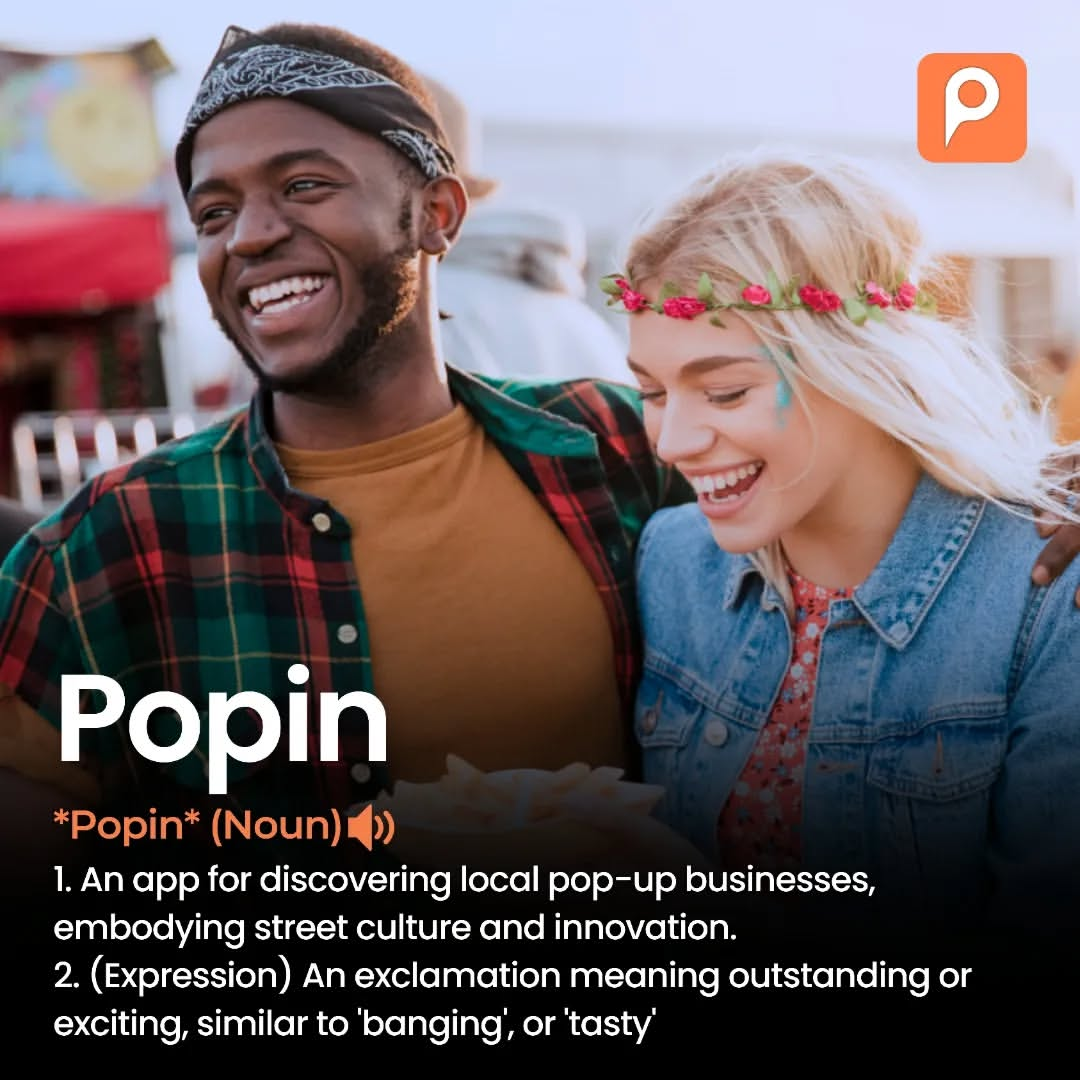 P
Popin
*Popin* (Noun)
1. An app for discovering local pop-up businesses,
embodying street culture and innovation.
2. (Expression) An exclamation meaning outstanding or
exciting, similar to 'banging', or 'tasty'